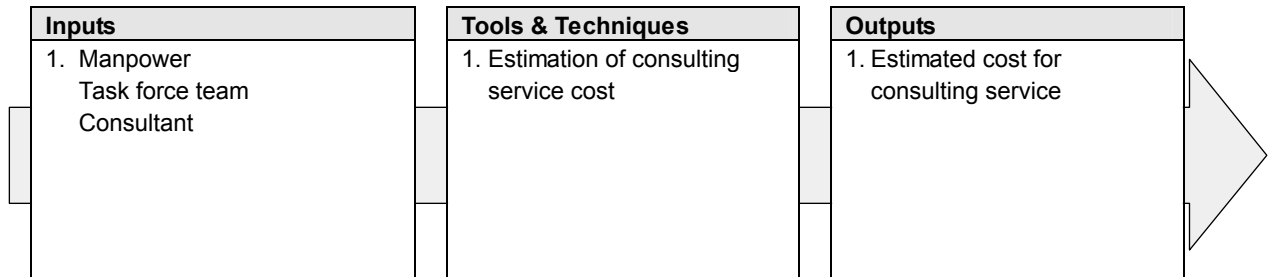 Inputs
1. Manpower
Task force team
Consultant
Tools & Techniques
1. Estimation of consulting
service cost
Outputs
1. Estimated cost for
consulting service